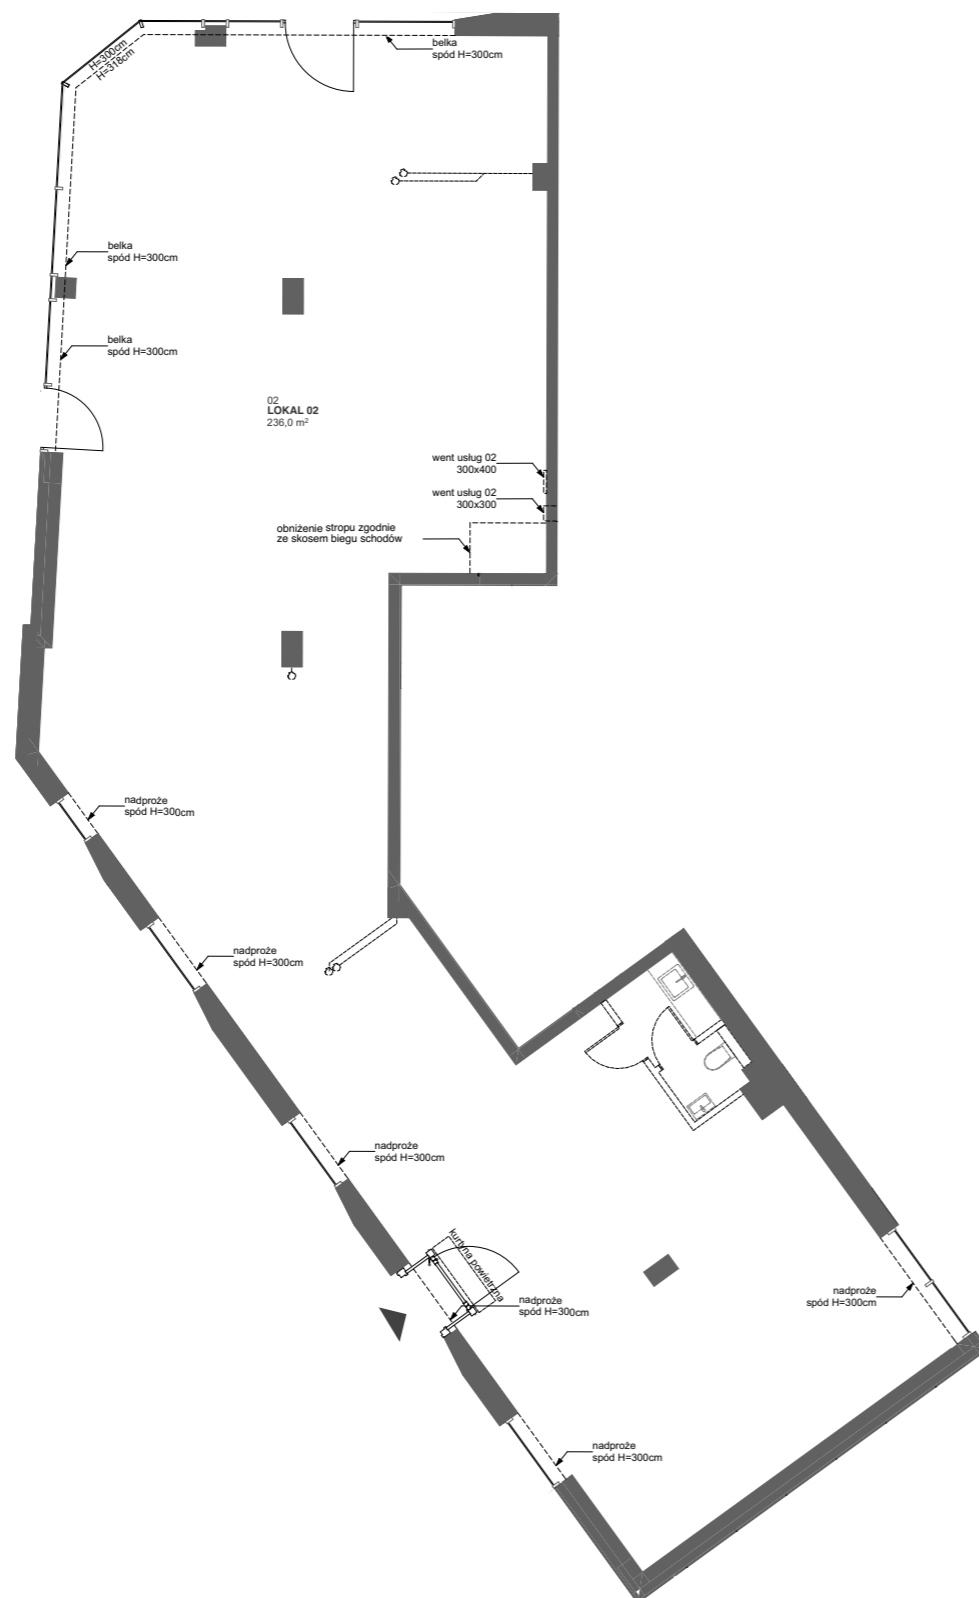 belka
spód H=300cm
H=300cm
H=318cm
belka
spód H=300cm
belka
spód H=300cm
02
LOKAL 02
236,0 m²
went usług 02
300x400
went usług 02
300x300
obniżenie stropu zgodnie
ze skosem biegu schodów
nadproże
spód H=300cm
nadproże
spód H=300cm
nadproże
spód H=300cm
kurtyna powietrzna
nadproże
spód H=300cm
nadproże
spód H=300cm
nadproże
spód H=300cm